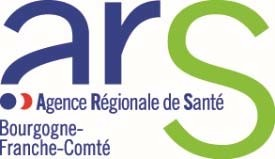 ars
Agence Régionale de Santé
Bourgogne-
Franche-Comté